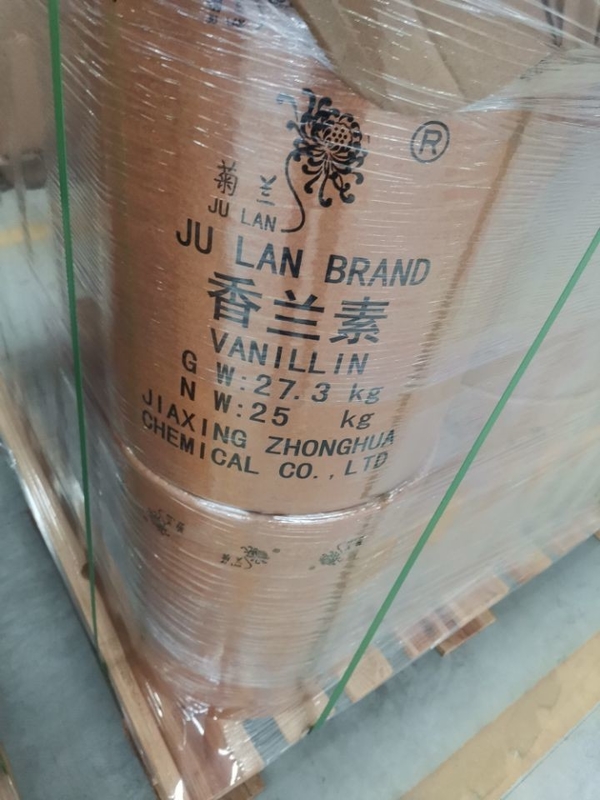 ®
菊 兰
JU LAN
JU LAN BRAND
香兰素
VANILLIN
G W:27.3 kg
N W:25 kg
JIAXING ZHONGHUA
CHEMICAL CO.,LTD